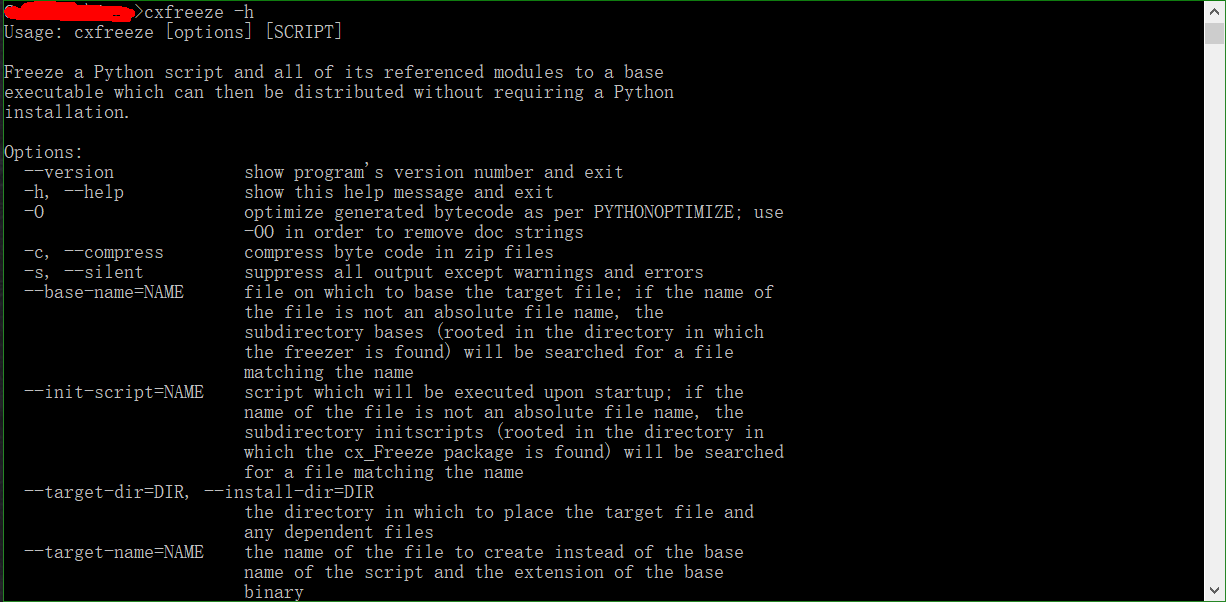 >cxfreeze -h
Usage: cxfreeze [options] [SCRIPT]
Freeze a Python script and all of its referenced modules to a base
executable which can then be distributed without requiring a Python
installation.
Options:
--version show program's version number and exit
-h, --help show this help message and exit
-O optimize generated bytecode as per PYTHONOPTIMIZE; use
-OO in order to remove doc strings
-c, --compress compress byte code in zip files
-s, --silent suppress all output except warnings and errors
--base-name=NAME file on which to base the target file; if the name of
the file is not an absolute file name, the
subdirectory bases (rooted in the directory in which
the freezer is found) will be searched for a file
matching the name
--init-script=NAME script which will be executed upon startup; if the
name of the file is not an absolute file name, the
subdirectory initscripts (rooted in the directory in
which the cx_Freeze package is found) will be searched
for a file matching the name
--target-dir=DIR, --install-dir=DIR
the directory in which to place the target file and
any dependent files
--target-name=NAME the name of the file to create instead of the base
name of the script and the extension of the base
binary